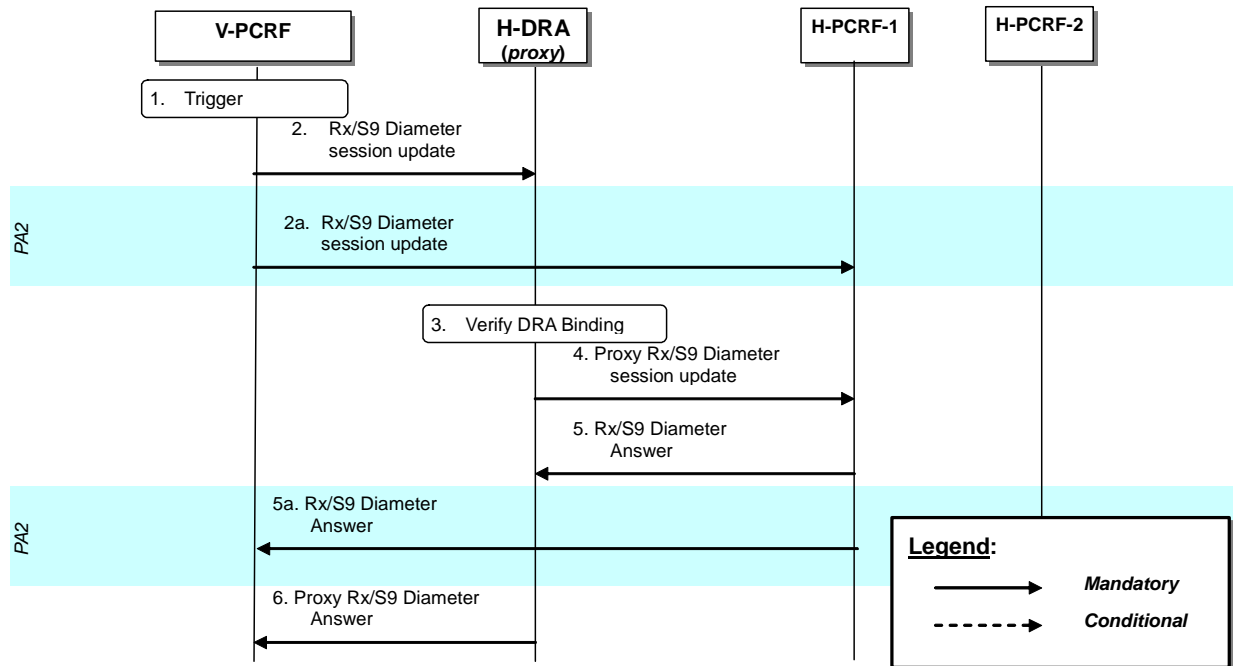 V-PCRF
H-DRA
(proxy)
H-PCRF-1
H-PCRF-2
1. Trigger
2. Rx/S9 Diameter
session update
PA2
2a. Rx/S9 Diameter
session update
3. Verify DRA Binding
4. Proxy Rx/S9 Diameter
session update
5. Rx/S9 Diameter
Answer
PA2
5a. Rx/S9 Diameter
Answer
6. Proxy Rx/S9 Diameter
Answer
Legend:
Mandatory
Conditional